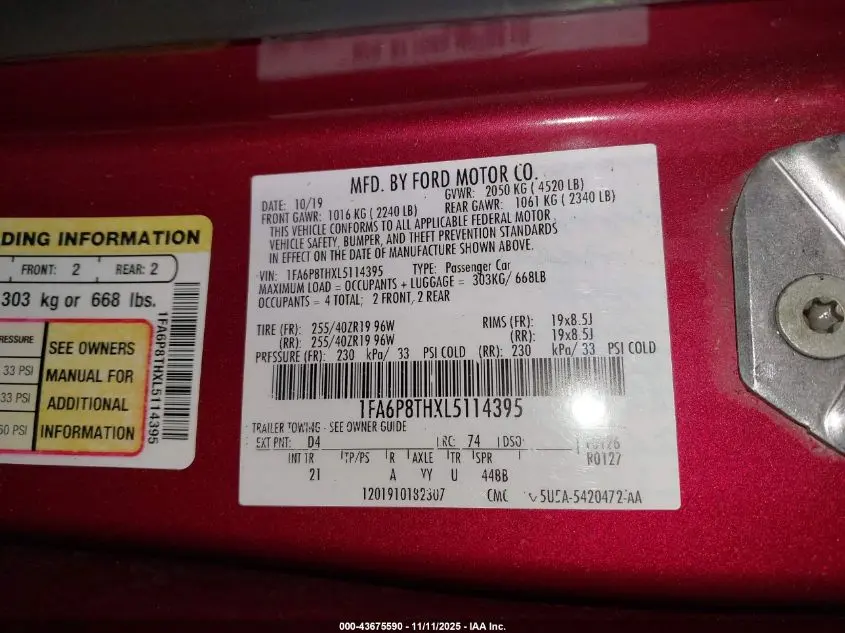 DING INFORMATION
FRONT: 2 REAR: 2
303 kg or 668 lbs.
RESSURE
33 PSI
33 PSI
60 PSI
SEE OWNERS
MANUAL FOR
ADDITIONAL
INFORMATION
1FA6P8THXL5114395
MFD. BY FORD MOTOR CO.
DATE: 10/19 GVWR: 2050 KG ( 4520 LB)
FRONT GAWR: 1016 KG ( 2240 LB) REAR GAWR: 1061 KG ( 2340 LB)
THIS VEHICLE CONFORMS TO ALL APPLICABLE FEDERAL MOTOR
VEHICLE SAFETY, BUMPER, AND THEFT PREVENTION STANDARDS
IN EFFECT ON THE DATE OF MANUFACTURE SHOWN ABOVE.
VIN: 1FA6P8THXL5114395 TYPE: Passenger Car
MAXIMUM LOAD = OCCUPANTS + LUGGAGE = 303KG/ 668LB
OCCUPANTS = 4 TOTAL; 2 FRONT, 2 REAR
TIRE (FR): 255/40ZR19 96W RIMS (FR): 19x8.5J
(RR): 255/40ZR19 96W (RR): 19x8.5J
PRESSURE (FR): 230 kPa/ 33 PSI COLD (RR): 230 kPa/ 33 PSI COLD
1FA6P8THXL5114395
TRAILER TOWING - SEE OWNER GUIDE
EXT PNT: D4 RC: 74 DSO: F0126
R0127
INT TR TP/PS R AXLE TR SPR
21 A YY U 44BB
1201910182307 CMC 5U5A-5420472-AA
000-43675590 - 11/11/2025 - IAA Inc.